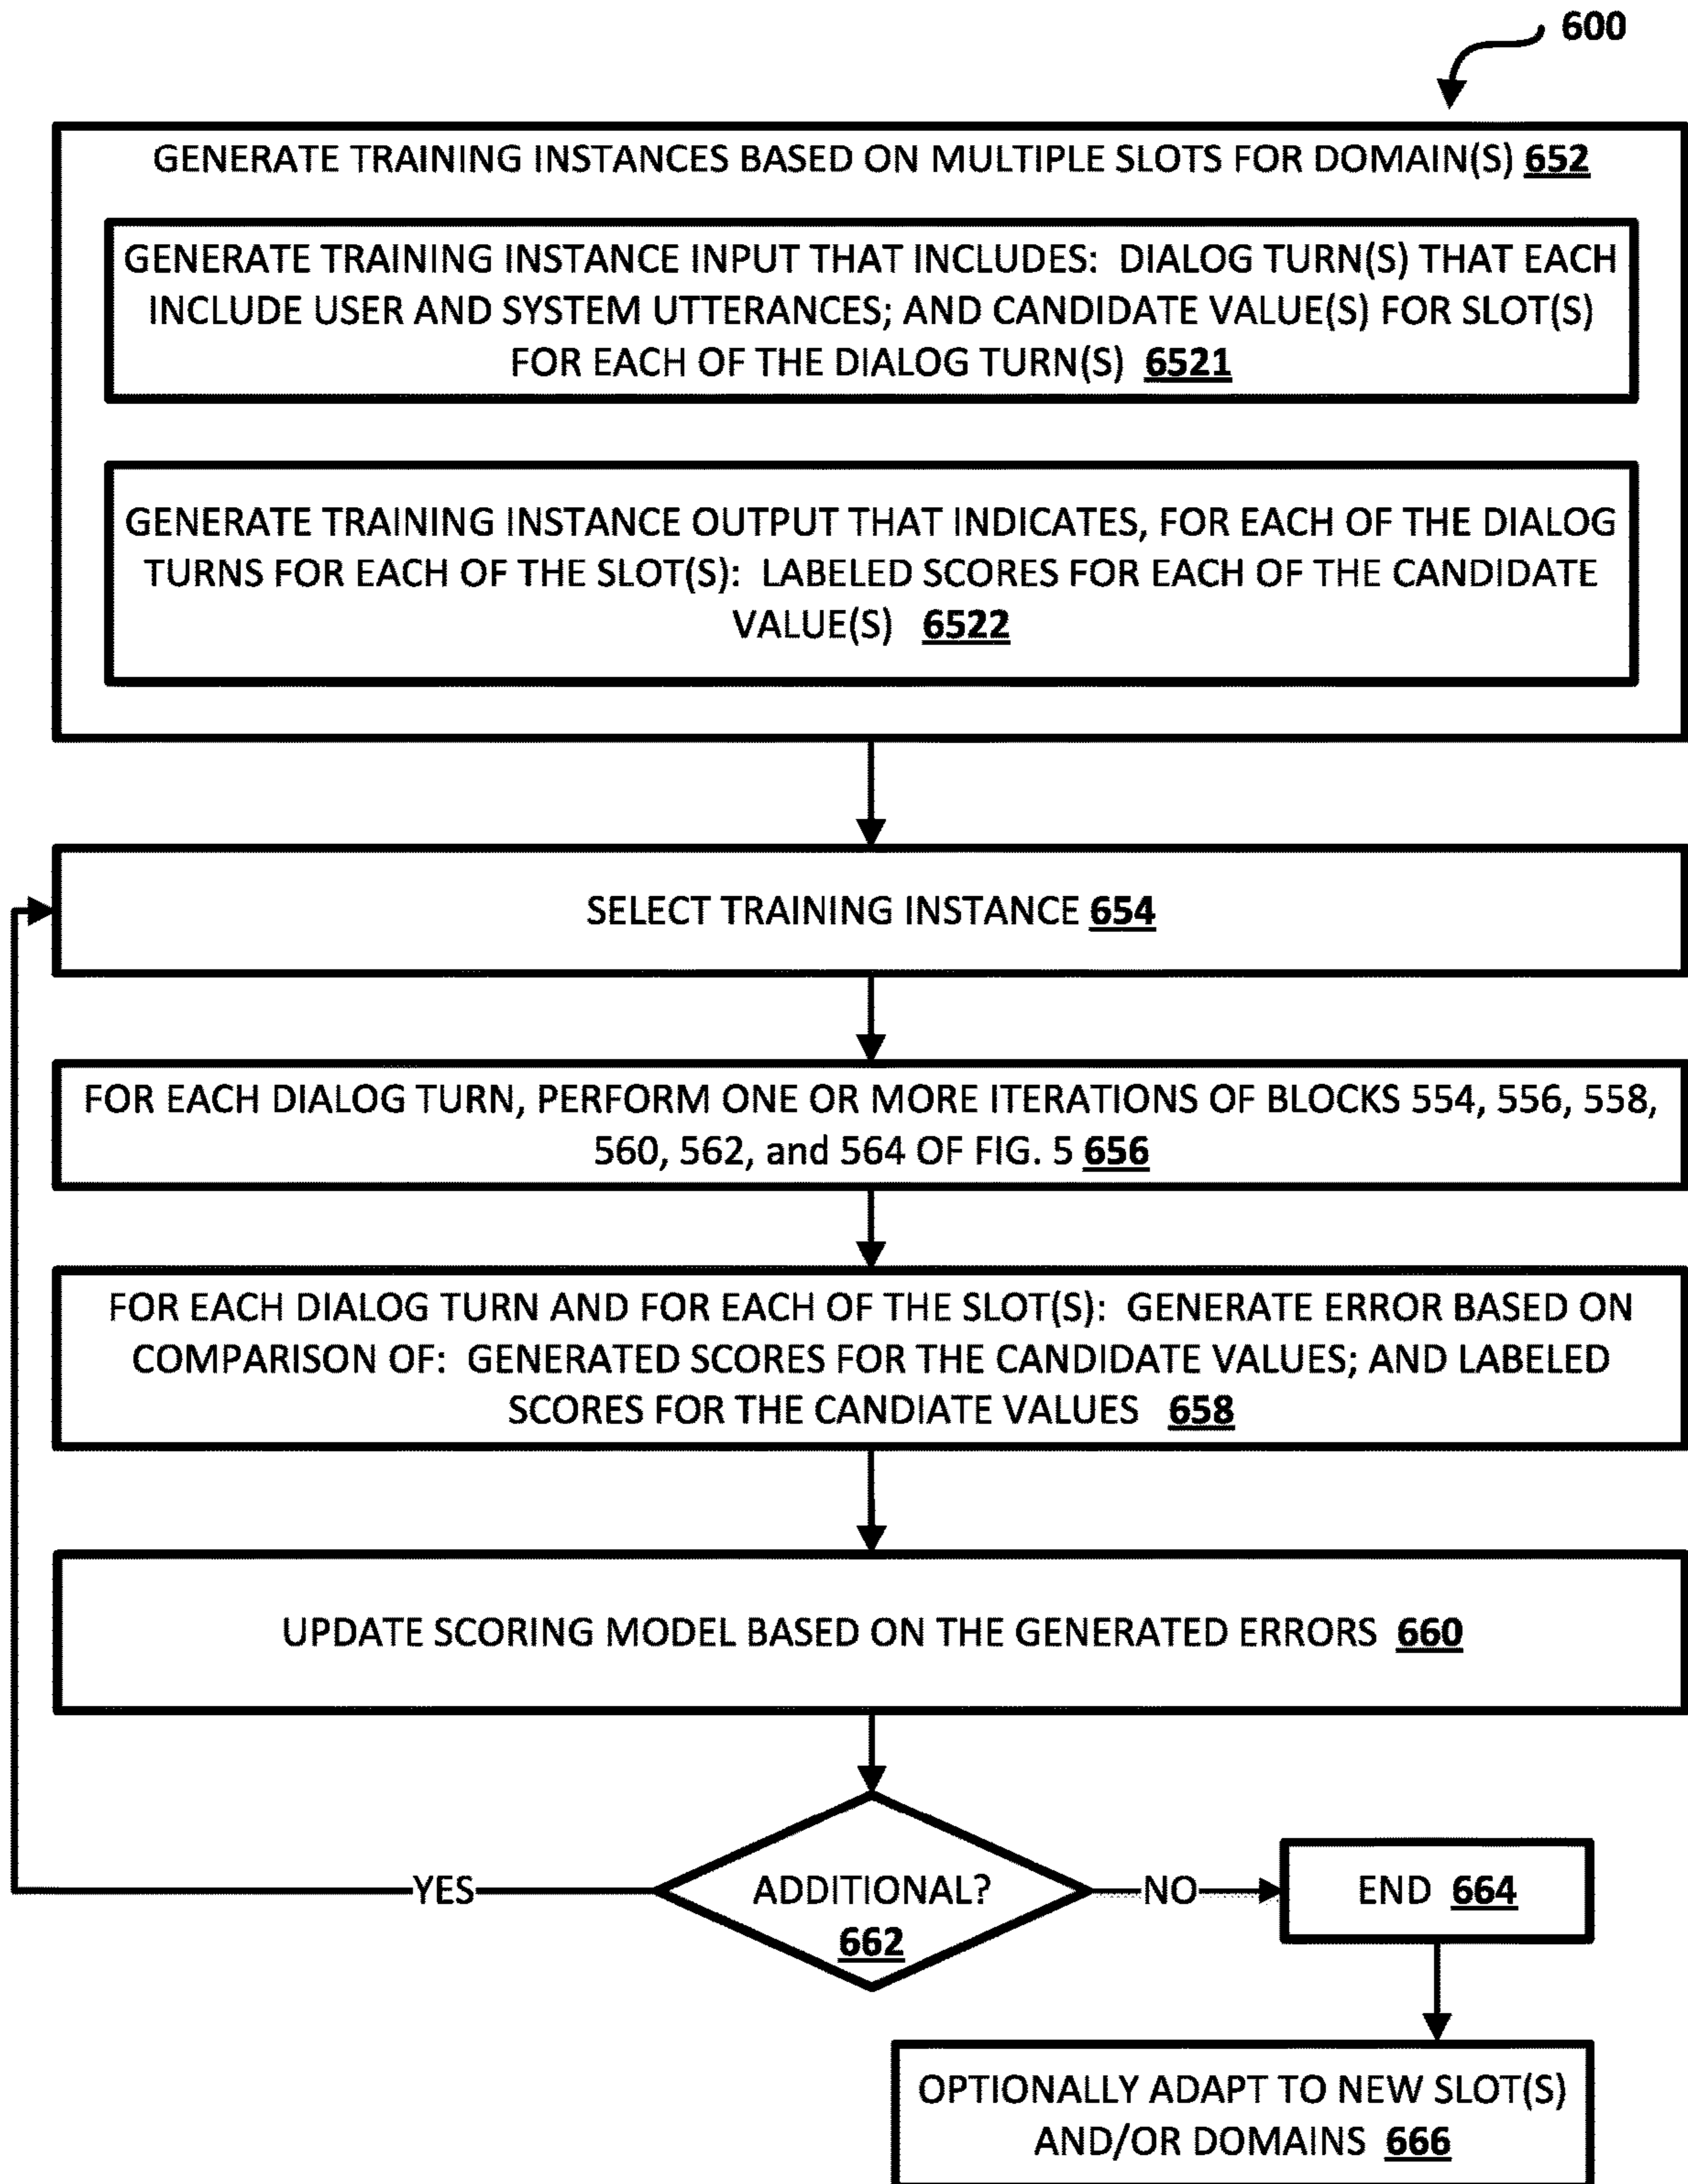 600
GENERATE TRAINING INSTANCES BASED ON MULTIPLE SLOTS FOR DOMAIN(S) 652
GENERATE TRAINING INSTANCE INPUT THAT INCLUDES: DIALOG TURN(S) THAT EACH
INCLUDE USER AND SYSTEM UTTERANCES; AND CANDIDATE VALUE(S) FOR SLOT(S)
FOR EACH OF THE DIALOG TURN(S) 6521
GENERATE TRAINING INSTANCE OUTPUT THAT INDICATES, FOR EACH OF THE DIALOG
TURNS FOR EACH OF THE SLOT(S): LABELED SCORES FOR EACH OF THE CANDIDATE
VALUE(S) 6522
SELECT TRAINING INSTANCE 654
FOR EACH DIALOG TURN, PERFORM ONE OR MORE ITERATIONS OF BLOCKS 554, 556, 558,
560, 562, and 564 OF FIG. 5 656
FOR EACH DIALOG TURN AND FOR EACH OF THE SLOT(S): GENERATE ERROR BASED ON
COMPARISON OF: GENERATED SCORES FOR THE CANDIDATE VALUES; AND LABELED
SCORES FOR THE CANDIATE VALUES 658
UPDATE SCORING MODEL BASED ON THE GENERATED ERRORS 660
YES
ADDITIONAL?
662
NO
END 664
OPTIONALLY ADAPT TO NEW SLOT(S)
AND/OR DOMAINS 666